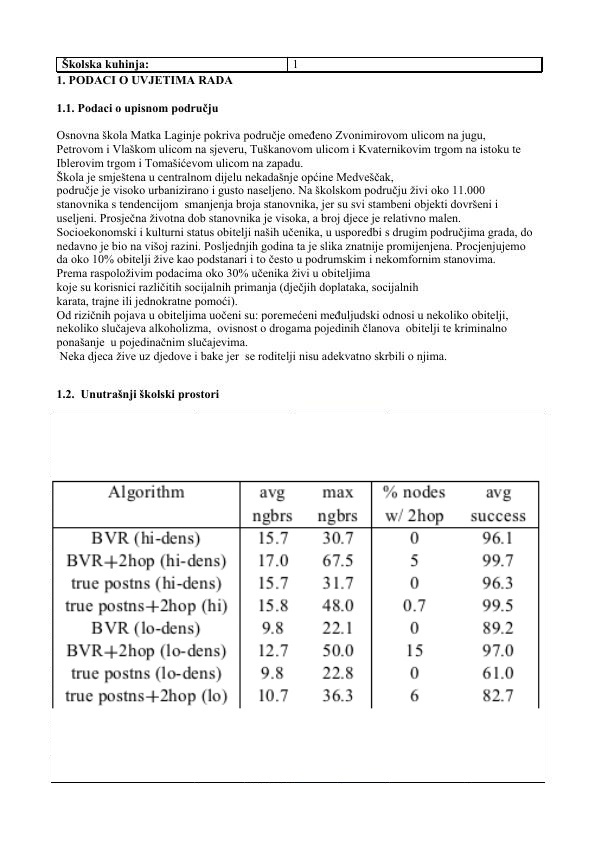 Školska kuhinja: 1
1. PODACI O UVJETIMA RADA
1.1. Podaci o upisnom području
Osnovna škola Matka Laginje pokriva područje omeđeno Zvonimirovom ulicom na jugu,
Petrovom i Vlaškom ulicom na sjeveru, Tuškanovom ulicom i Kvaternikovim trgom na istoku te
Iblerovim trgom i Tomašićevom ulicom na zapadu.
Škola je smještena u centralnom dijelu nekadašnje općine Medveščak,
područje je visoko urbanizirano i gusto naseljeno. Na školskom području živi oko 11.000
stanovnika s tendencijom smanjenja broja stanovnika, jer su svi stambeni objekti dovršeni i
useljeni. Prosječna životna dob stanovnika je visoka, a broj djece je relativno malen.
Socioekonomski i kulturni status obitelji naših učenika, u usporedbi s drugim područjima grada, do
nedavno je bio na višoj razini. Posljednjih godina ta je slika znatnije promijenjena. Procjenjujemo
da oko 10% obitelji žive kao podstanari i to često u podrumskim i nekomfornim stanovima.
Prema raspoloživim podacima oko 30% učenika živi u obiteljima
koje su korisnici različitih socijalnih primanja (dječjih doplataka, socijalnih
karata, trajne ili jednokratne pomoći).
Od rizičnih pojava u obiteljima uočeni su: poremećeni međuljudski odnosi u nekoliko obitelji,
nekoliko slučajeva alkoholizma, ovisnost o drogama pojedinih članova obitelji te kriminalno
ponašanje u pojedinačnim slučajevima.
Neka djeca žive uz djedove i bake jer se roditelji nisu adekvatno skrbili o njima.
1.2. Unutrašnji školski prostori
Algorithm avg max % nodes avg
ngbrs ngbrs w/ 2hop success
BVR (hi-dens) 15.7 30.7 0 96.1
BVR+2hop (hi-dens) 17.0 67.5 5 99.7
true postns (hi-dens) 15.7 31.7 0 96.3
true postns+2hop (hi) 15.8 48.0 0.7 99.5
BVR (lo-dens) 9.8 22.1 0 89.2
BVR+2hop (lo-dens) 12.7 50.0 15 97.0
true postns (lo-dens) 9.8 22.8 0 61.0
true postns+2hop (lo) 10.7 36.3 6 82.7